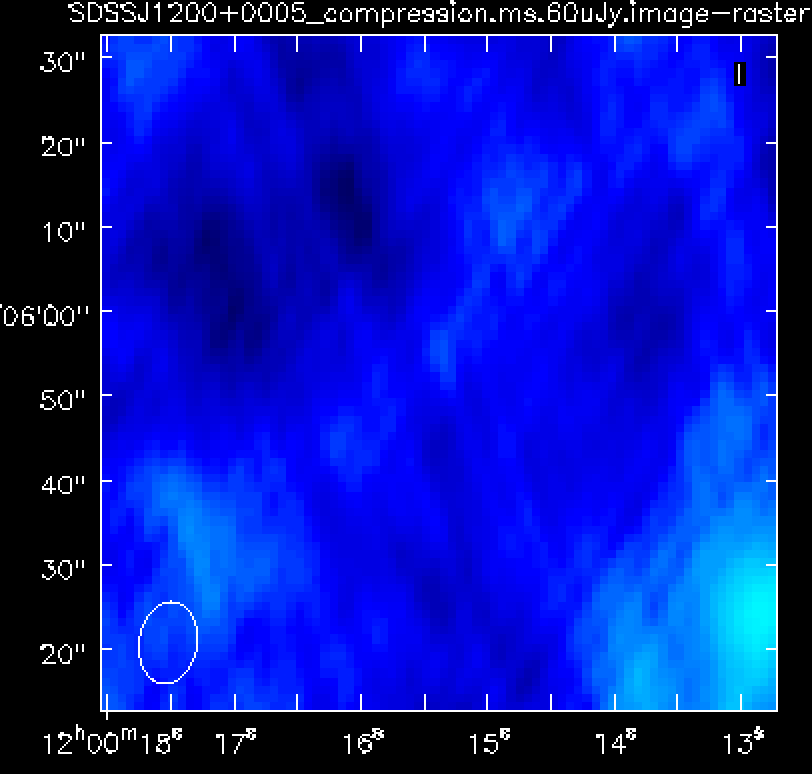 SDSSJ1200+0005_compression.ms.60uJy.image-raster
I
30"
20"
10"
06'00"
50"
40"
30"
20"
12ʰ00ᵐ18ˢ 17ˢ 16ˢ 15ˢ 14ˢ 13ˢ